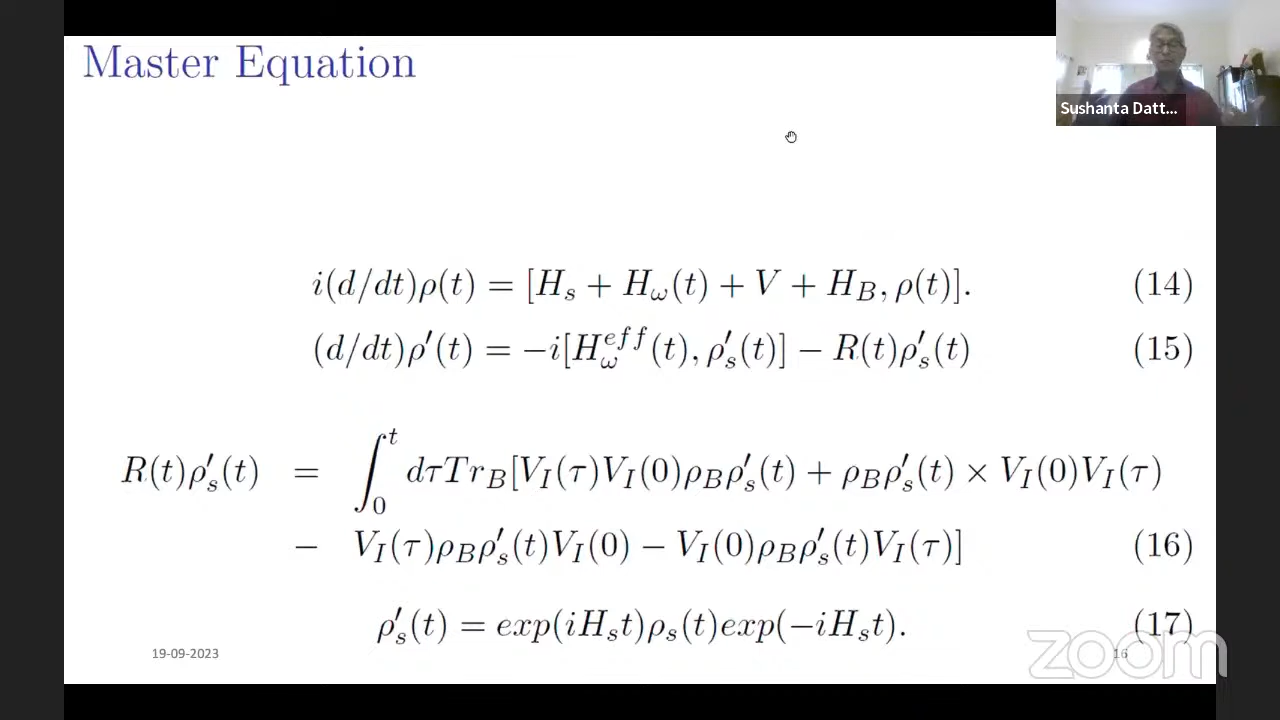 Master Equation
Sushanta Datt...
i(d/dt)ρ(t) = [H_s + H_ω(t) + V + H_B, ρ(t)]. (14)
(d/dt)ρ′(t) = −i[H_ω^{eff}(t), ρ′_s(t)] − R(t)ρ′_s(t) (15)
R(t)ρ′_s(t) = ∫_0^t dτTr_B[V_I(τ)V_I(0)ρ_Bρ′_s(t) + ρ_Bρ′_s(t) × V_I(0)V_I(τ)
− V_I(τ)ρ_Bρ′_s(t)V_I(0) − V_I(0)ρ_Bρ′_s(t)V_I(τ)] (16)
ρ′_s(t) = exp(iH_st)ρ_s(t)exp(−iH_st). (17)
19-09-2023
16
zoom